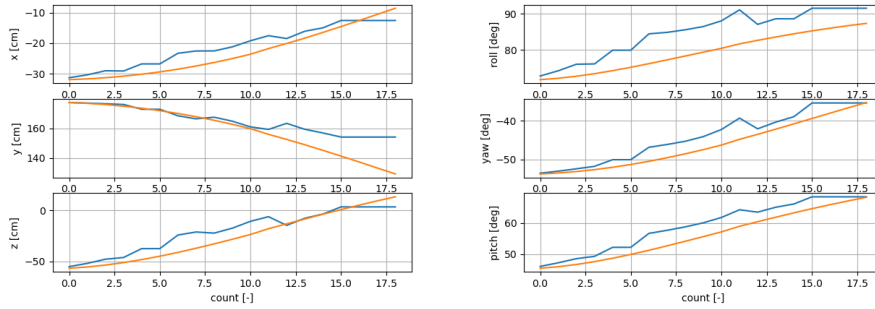 x [cm]
−10
−20
−30
0.0 2.5 5.0 7.5 10.0 12.5 15.0 17.5
y [cm]
160
140
0.0 2.5 5.0 7.5 10.0 12.5 15.0 17.5
z [cm]
0
−50
0.0 2.5 5.0 7.5 10.0 12.5 15.0 17.5
count [-]
roll [deg]
90
80
0.0 2.5 5.0 7.5 10.0 12.5 15.0 17.5
yaw [deg]
−40
−50
0.0 2.5 5.0 7.5 10.0 12.5 15.0 17.5
pitch [deg]
60
50
0.0 2.5 5.0 7.5 10.0 12.5 15.0 17.5
count [-]